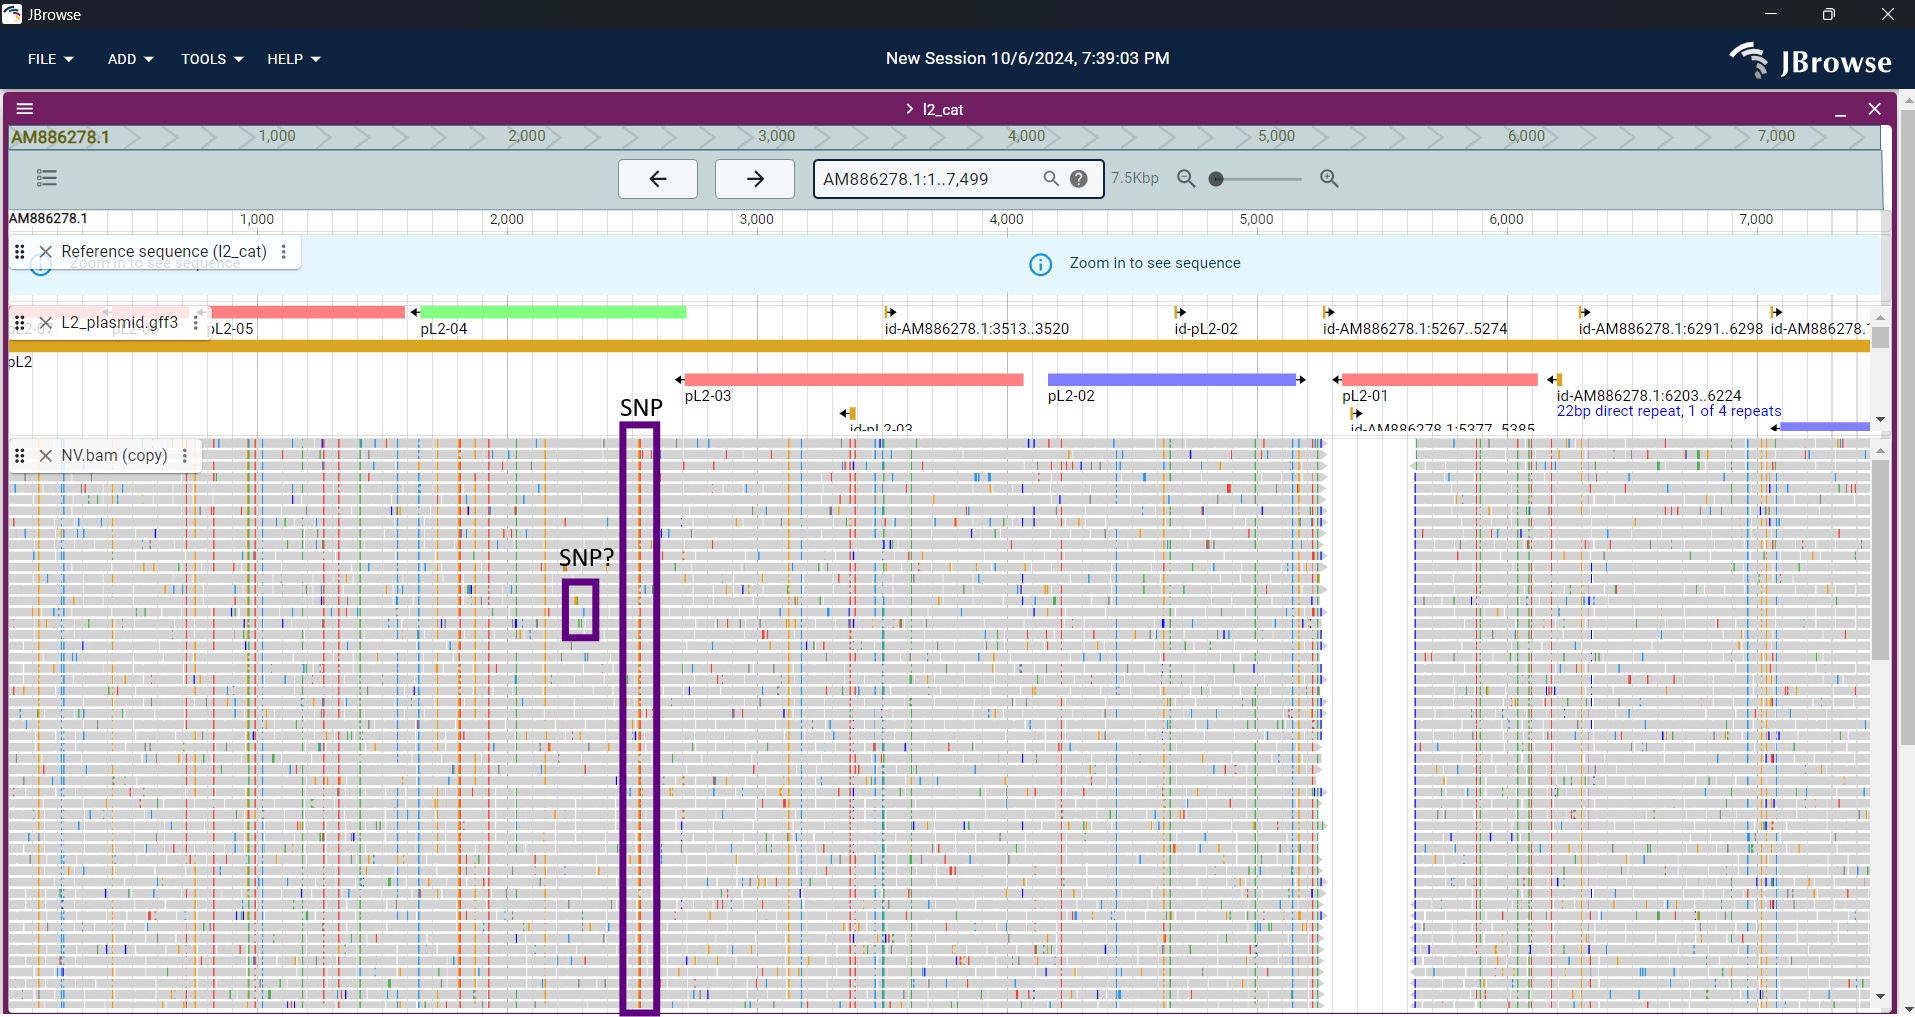 JBrowse
FILE ADD TOOLS HELP New Session 10/6/2024, 7:39:03 PM JBrowse
l2_cat
AM886278.1 1,000 2,000 3,000 4,000 5,000 6,000 7,000
AM886278.1:1..7,499 7.5Kbp
AM886278.1 1,000 2,000 3,000 4,000 5,000 6,000 7,000
Reference sequence (l2_cat)
Zoom in to see sequence Zoom in to see sequence
L2_plasmid.gff3
pL2-05 pL2-04 id-AM886278.1:3513..3520 id-pL2-02 id-AM886278.1:5267..5274 id-AM886278.1:6291..6298 id-AM886278.1
pL2
pL2-03 pL2-02 pL2-01 id-AM886278.1:6203..6224
22bp direct repeat, 1 of 4 repeats
SNP
id-pL2-03 id-AM886278.1:5377..5385
NV.bam (copy)
SNP?